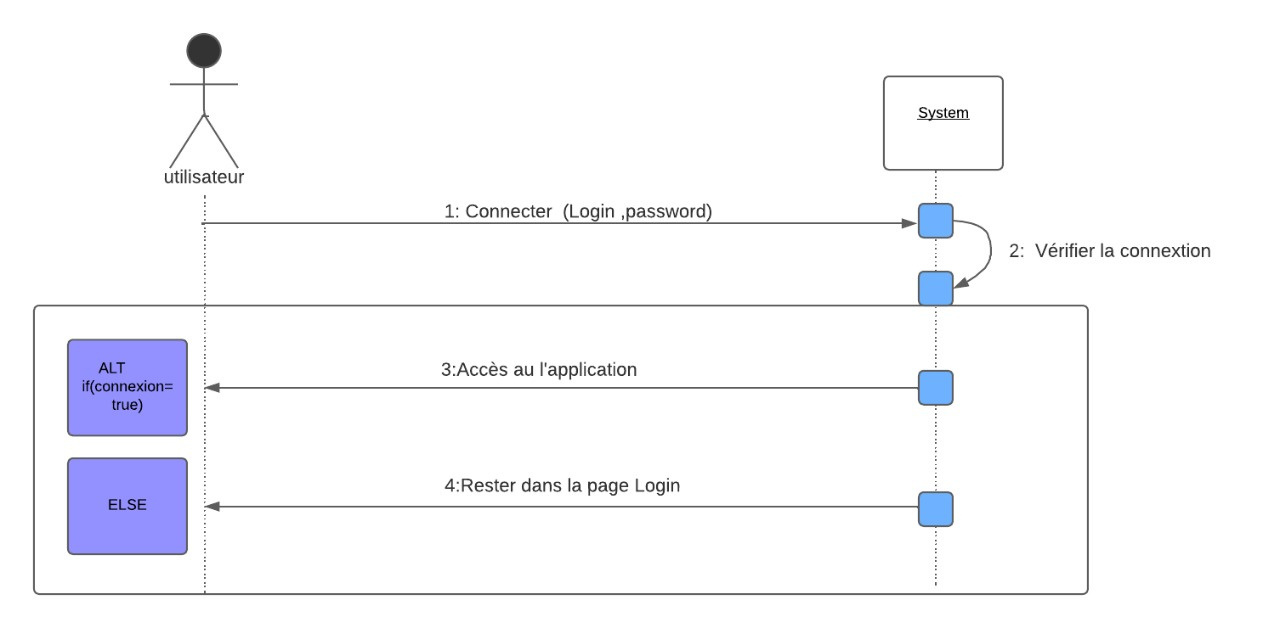 System
utilisateur
1: Connecter  (Login ,password)
2:  Vérifier la connextion
ALT
if(connexion=
true)
3:Accès au l'application
4:Rester dans la page Login
ELSE